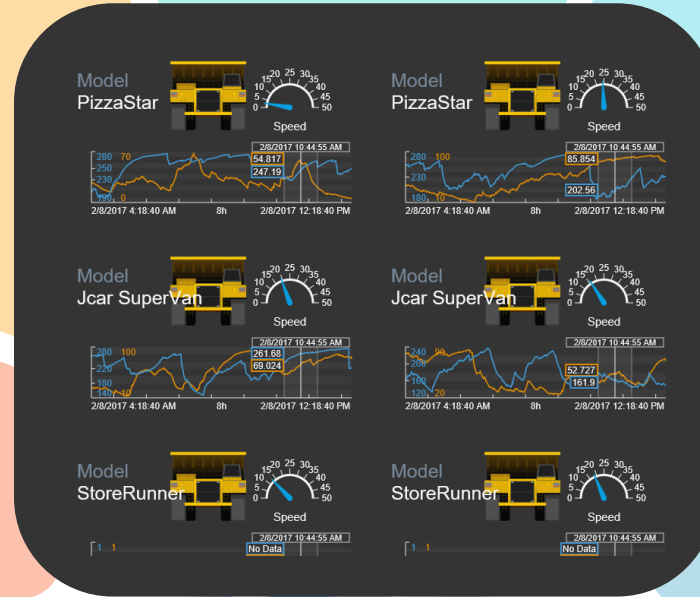 Model
PizzaStar
0 5 10 15 20 25 30 35 40 45 50
Speed
2/8/2017 10:44:55 AM
280 70
54.817
250
247.19
230
190 0
2/8/2017 4:18:40 AM 8h 2/8/2017 12:18:40 PM
Model
PizzaStar
0 5 10 15 20 25 30 35 40 45 50
Speed
2/8/2017 10:44:55 AM
280 100
85.854
230
202.56
180 10
2/8/2017 4:18:40 AM 8h 2/8/2017 12:18:40 PM
Model
Jcar SuperVan
0 5 10 15 20 25 30 35 40 45 50
Speed
2/8/2017 10:44:55 AM
280 100
261.68
69.024
220
180
140 10
2/8/2017 4:18:40 AM 8h 2/8/2017 12:18:40 PM
Model
Jcar SuperVan
0 5 10 15 20 25 30 35 40 45 50
Speed
2/8/2017 10:44:55 AM
240 90
208
52.727
160
161.9
120 20
2/8/2017 4:18:40 AM 8h 2/8/2017 12:18:40 PM
Model
StoreRunner
0 5 10 15 20 25 30 35 40 45 50
Speed
2/8/2017 10:44:55 AM
1 1
No Data
Model
StoreRunner
0 5 10 15 20 25 30 35 40 45 50
Speed
2/8/2017 10:44:55 AM
1 1
No Data